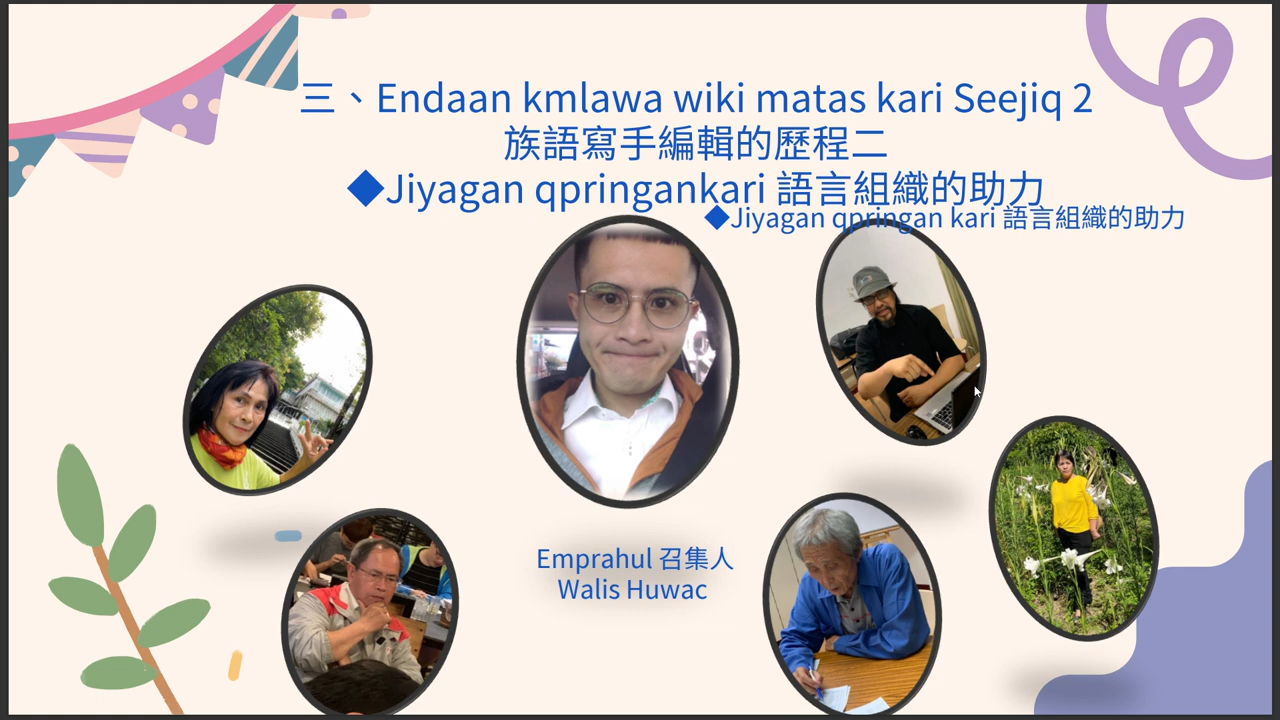 三、Endaan kmlawa wiki matas kari Seejiq 2
族語寫手編輯的歷程二
◆Jiyagan qpringankari 語言組織的助力
◆Jiyagan qpringan kari 語言組織的助力
Emprahul 召集人
Walis Huwac